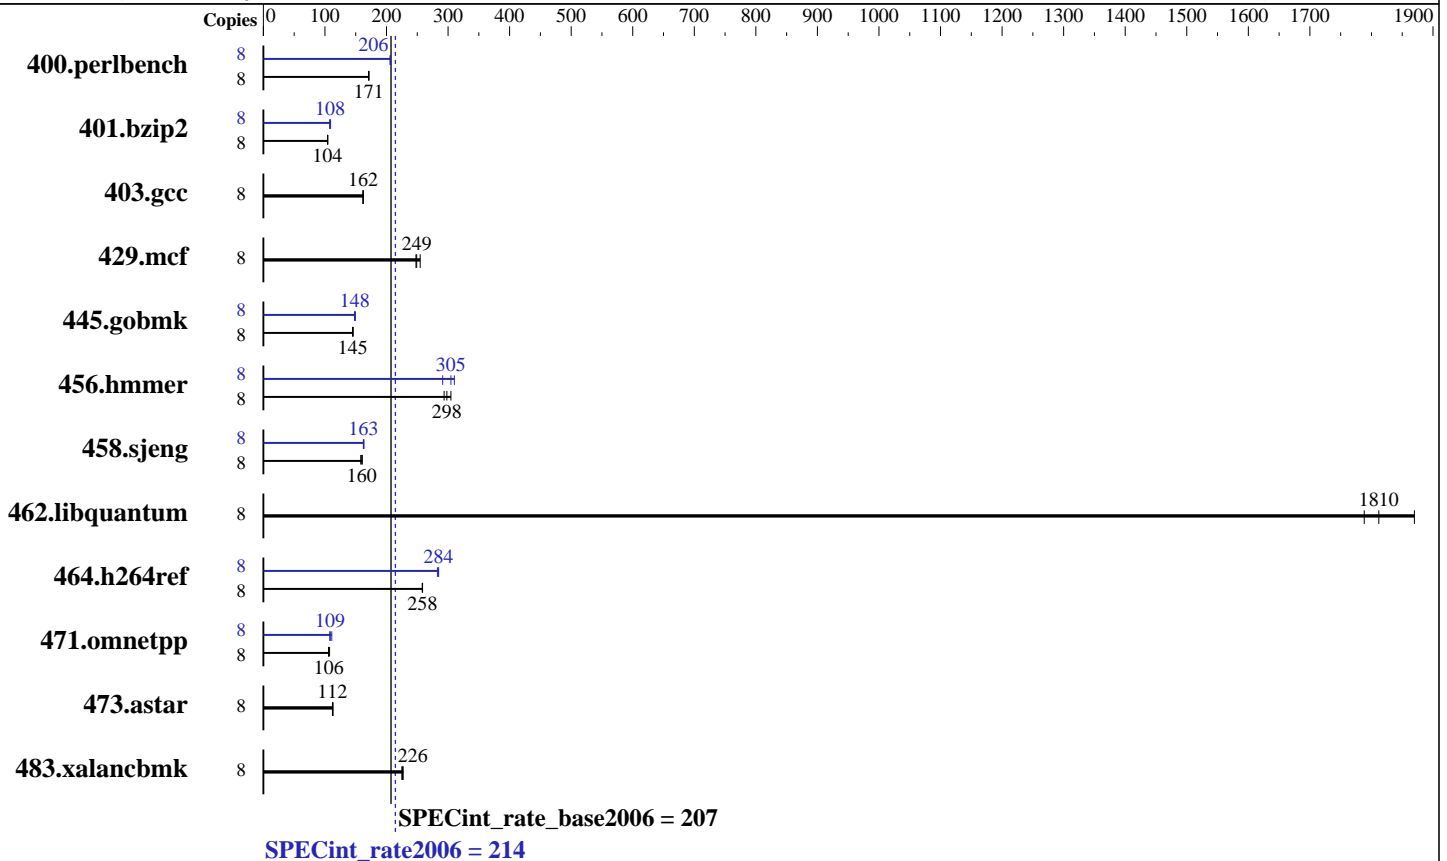 Copies 0 100 200 300 400 500 600 700 800 900 1000 1100 1200 1300 1400 1500 1600 1700 1900
400.perlbench 8 206
8 171
401.bzip2 8 108
8 104
403.gcc 8 162
429.mcf 8 249
445.gobmk 8 148
8 145
456.hmmer 8 305
8 298
458.sjeng 8 163
8 160
462.libquantum 8 1810
464.h264ref 8 284
8 258
471.omnetpp 8 109
8 106
473.astar 8 112
483.xalancbmk 8 226
SPECint_rate_base2006 = 207
SPECint_rate2006 = 214